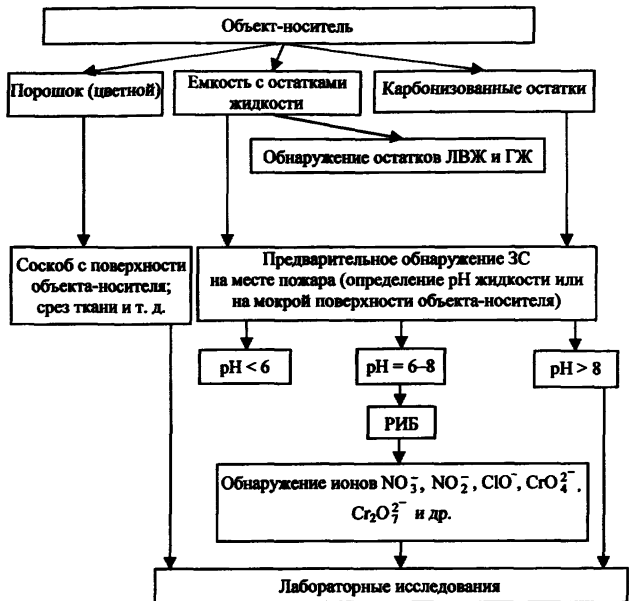 Объект-носитель
Порошок (цветной)
Емкость с остатками
жидкости
Карбонизованные остатки
Обнаружение остатков ЛВЖ и ГЖ
Соскоб с поверхности
объекта-носителя;
срез ткани и т. д.
Предварительное обнаружение ЗС
на месте пожара (определение pH жидкости или
на мокрой поверхности объекта-носителя)
pH < 6
pH = 6–8
pH > 8
РИБ
Обнаружение ионов NO₃⁻, NO₂⁻, ClO⁻, CrO₄²⁻,
Cr₂O₇²⁻ и др.
Лабораторные исследования